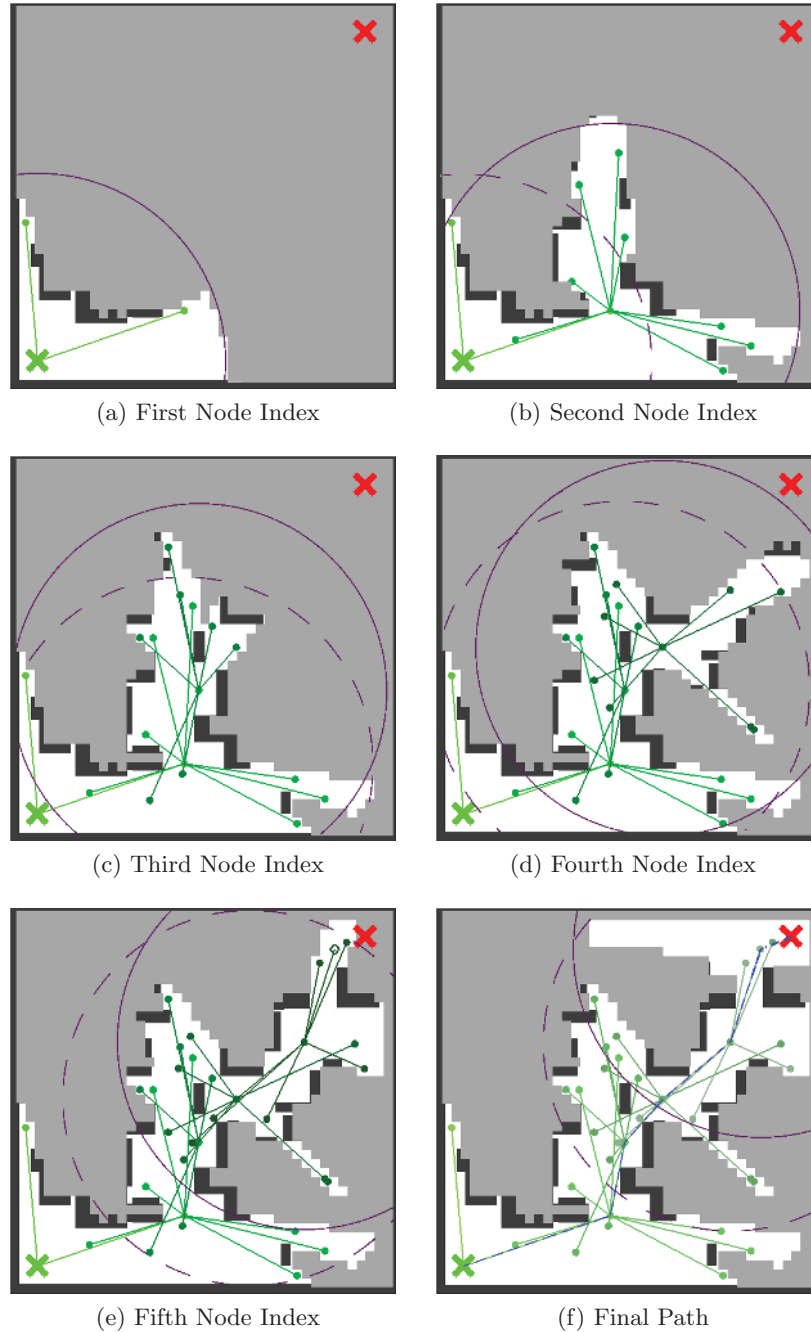 (a) First Node Index
(b) Second Node Index
(c) Third Node Index
(d) Fourth Node Index
(e) Fifth Node Index
(f) Final Path